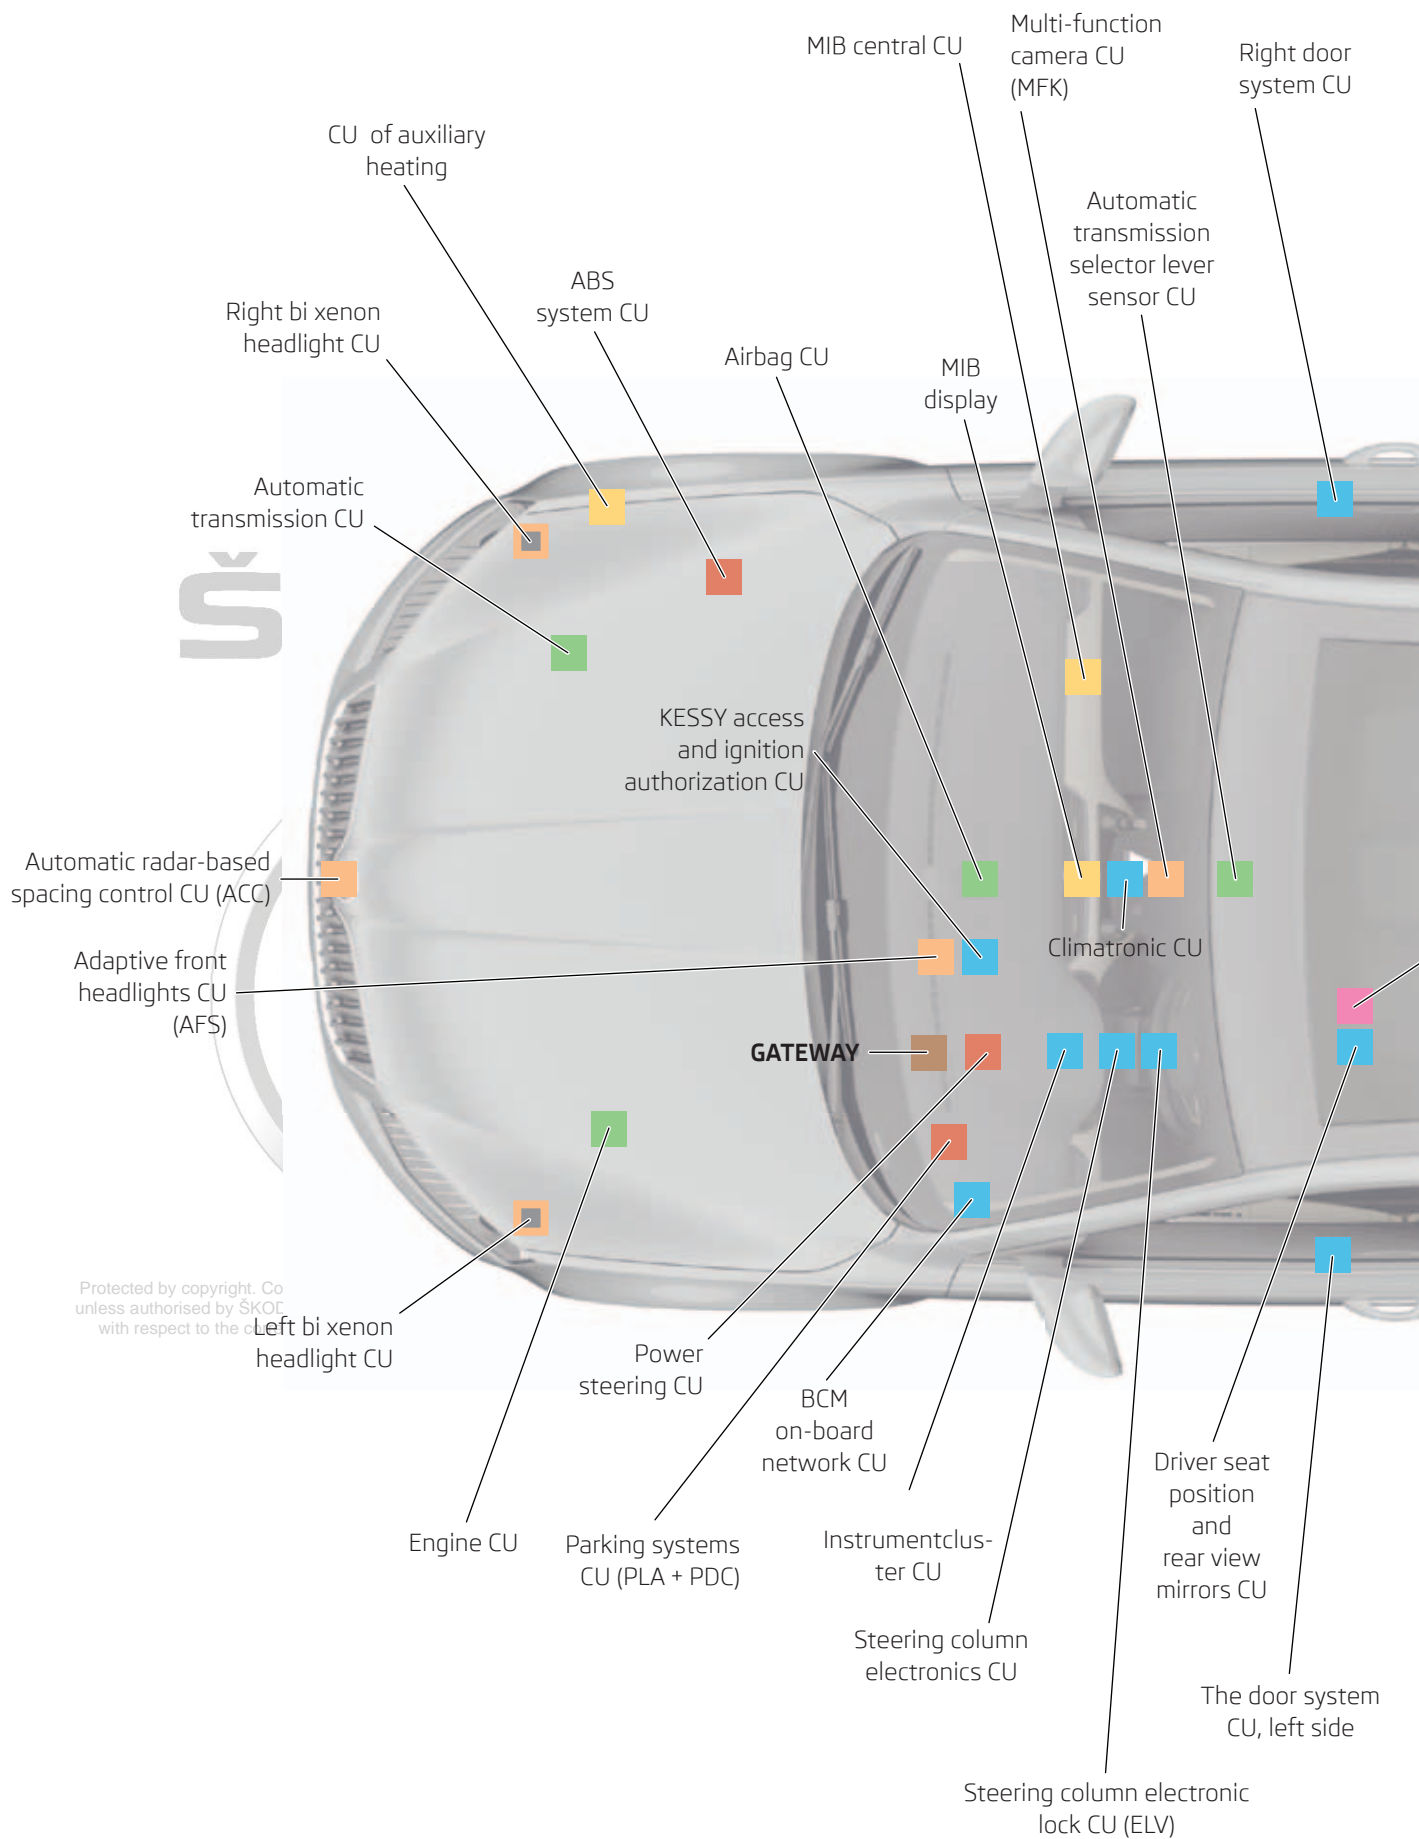 MIB central CU
Multi-function
camera CU
(MFK)
Right door
system CU
CU of auxiliary
heating
Automatic
transmission
selector lever
sensor CU
ABS
system CU
Right bi xenon
headlight CU
Airbag CU
MIB
display
Automatic
transmission CU
Š
KESSY access
and ignition
authorization CU
Automatic radar-based
spacing control CU (ACC)
Climatronic CU
Adaptive front
headlights CU
(AFS)
GATEWAY
Protected by copyright. Co
unless authorised by ŠKOD
with respect to the
Left bi xenon
headlight CU
Power
steering CU
BCM
on-board
network CU
Driver seat
position
and
rear view
mirrors CU
Engine CU
Parking systems
CU (PLA + PDC)
Instrumentclus-
ter CU
Steering column
electronics CU
The door system
CU, left side
Steering column electronic
lock CU (ELV)